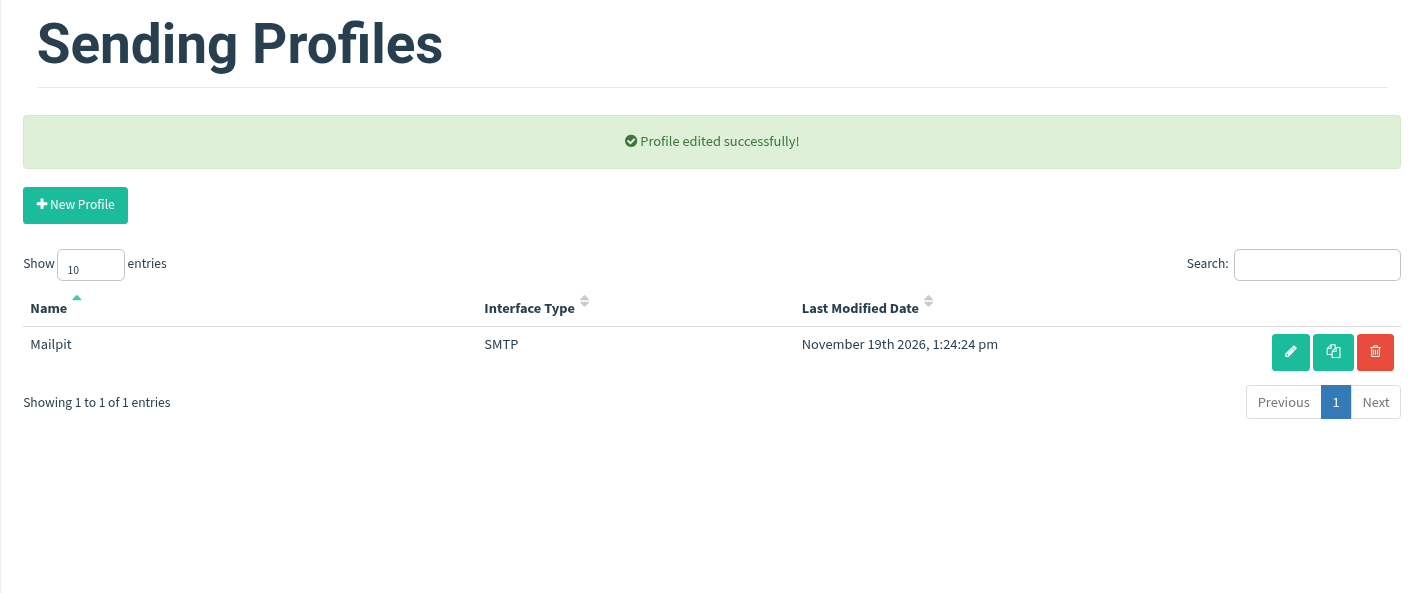 Sending Profiles
Profile edited successfully!
New Profile
Show 10 entries
Search:
Name Interface Type Last Modified Date
Mailpit SMTP November 19th 2026, 1:24:24 pm
Showing 1 to 1 of 1 entries
Previous 1 Next